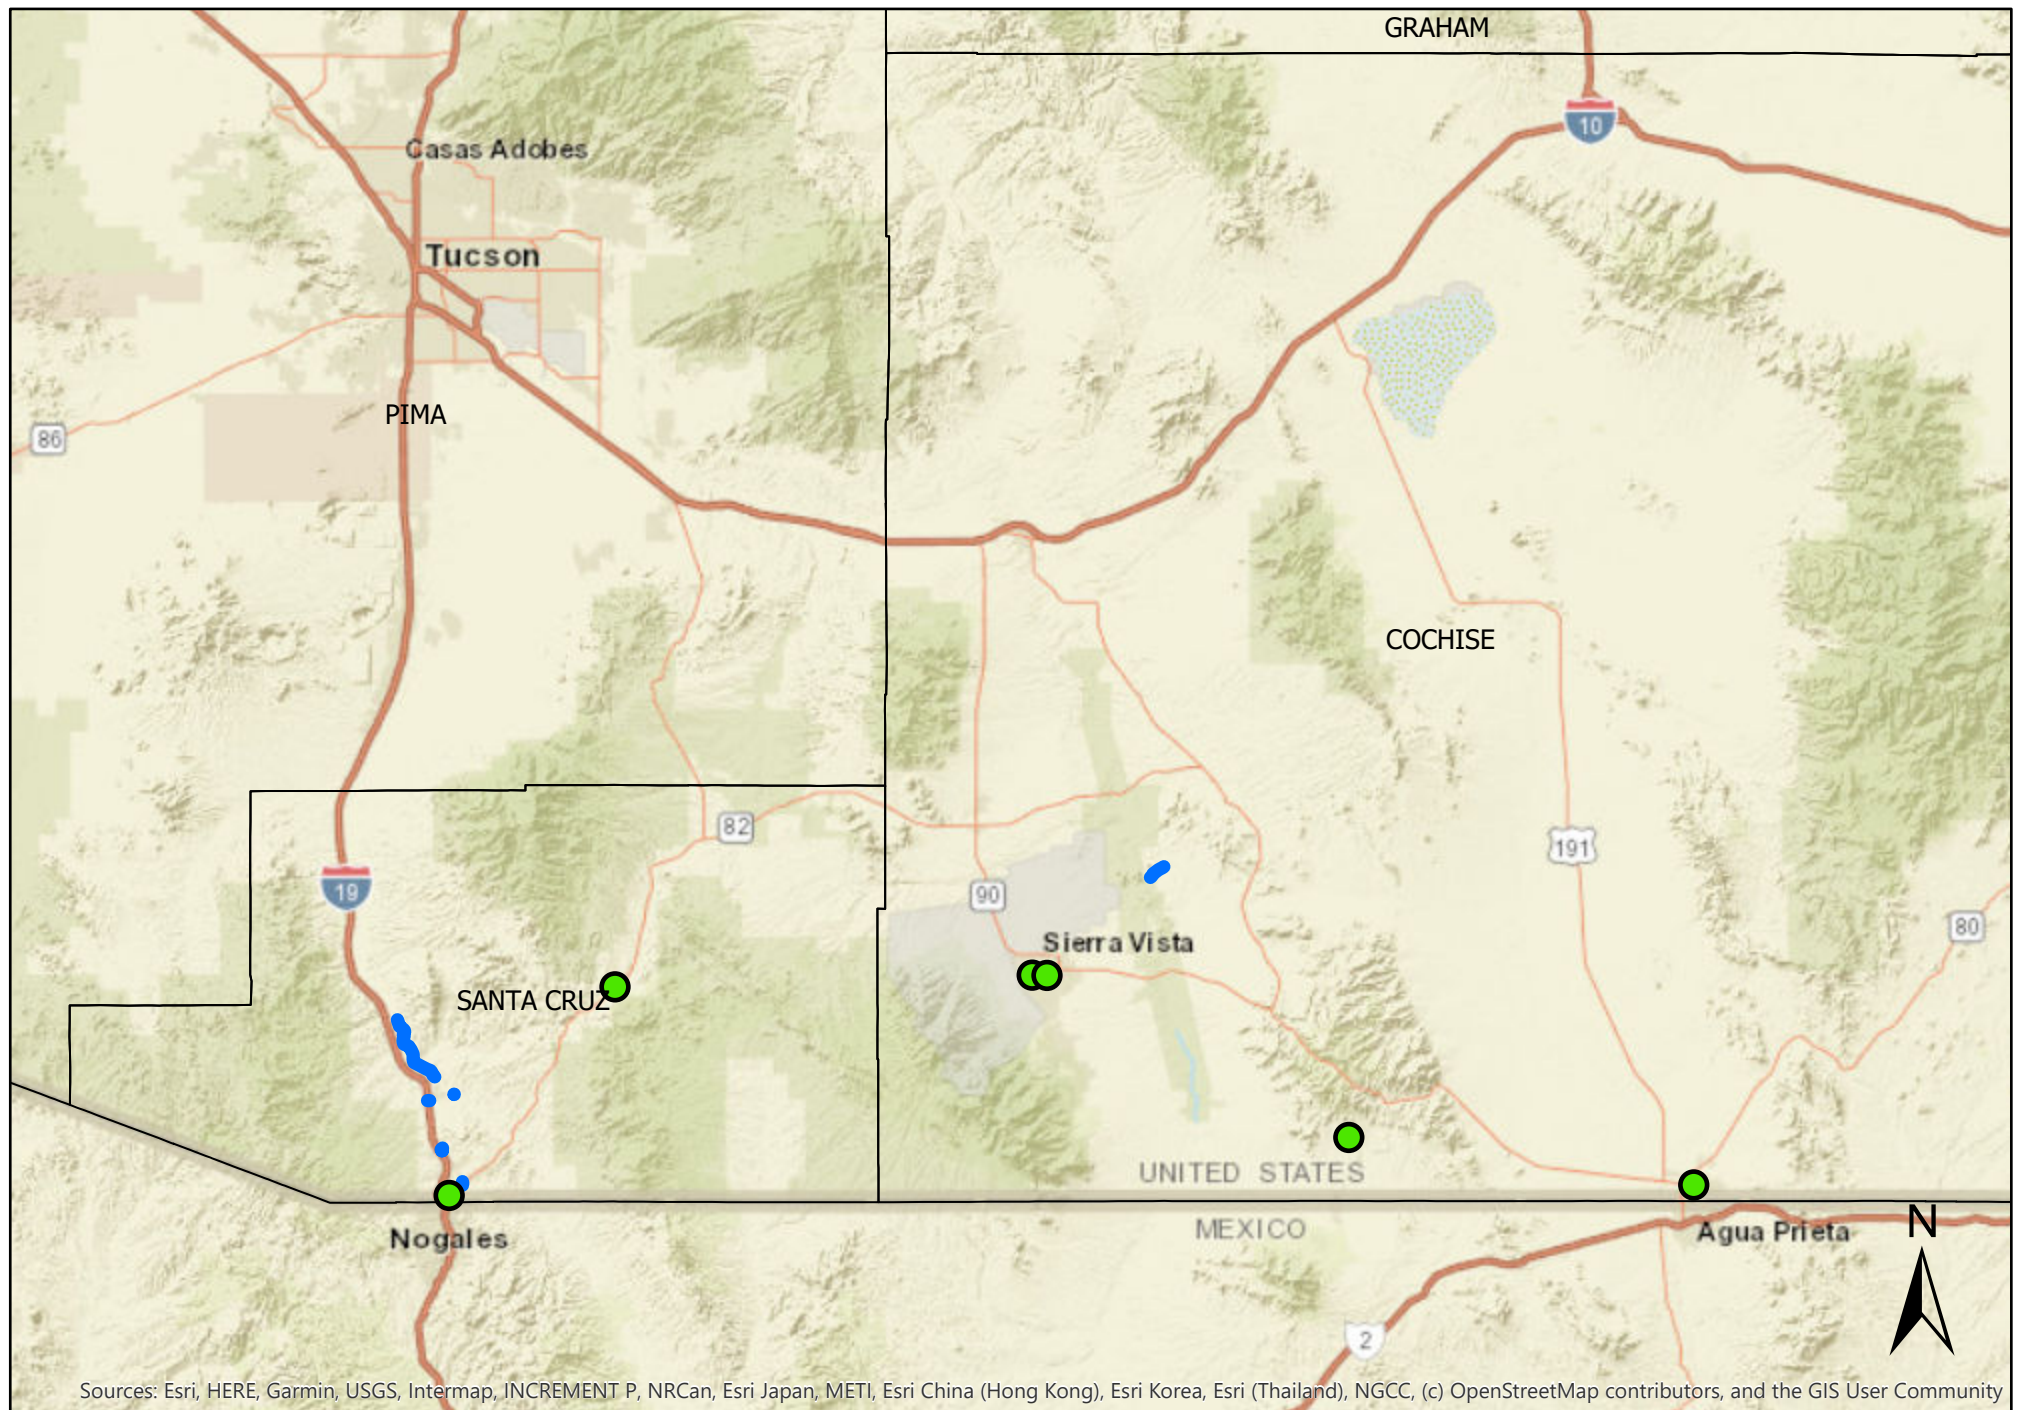 GRAHAM
10
Casas Adobes
Tucson
PIMA
86
COCHISE
82
191
19
90
80
Sierra Vista
SANTA CRUZ
UNITED STATES
MEXICO
Nogales
Agua Prieta
N
2
Sources: Esri, HERE, Garmin, USGS, Intermap, INCREMENT P, NRCan, Esri Japan, METI, Esri China (Hong Kong), Esri Korea, Esri (Thailand), NGCC, (c) OpenStreetMap contributors, and the GIS User Community